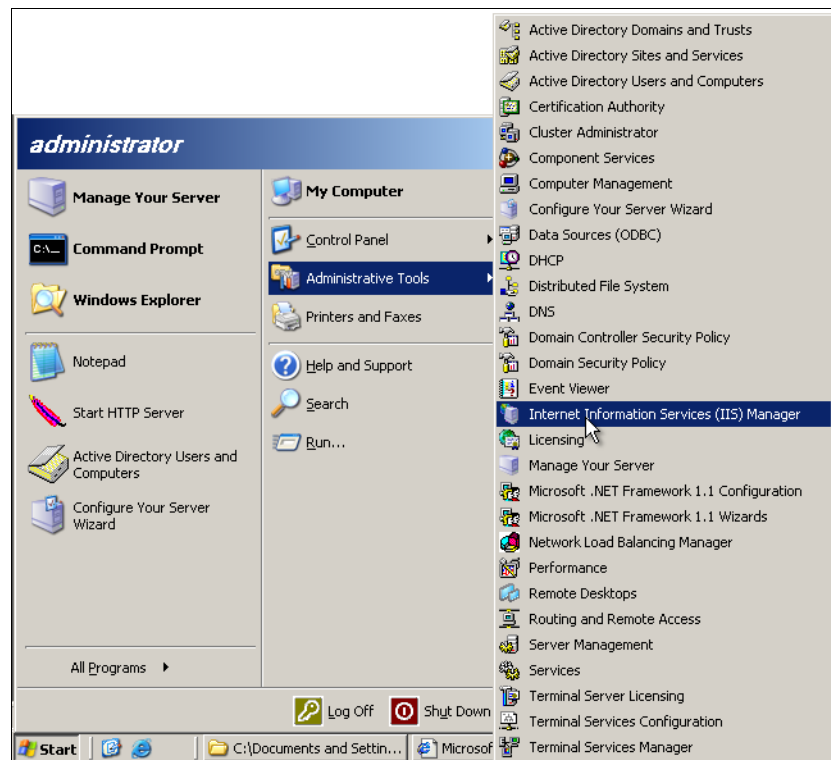 administrator
Manage Your Server
Command Prompt
Windows Explorer
Notepad
Start HTTP Server
Active Directory Users and
Computers
Configure Your Server
Wizard
All Programs
My Computer
Control Panel
Administrative Tools
Printers and Faxes
Help and Support
Search
Run...
Log Off
Shut Down
Active Directory Domains and Trusts
Active Directory Sites and Services
Active Directory Users and Computers
Certification Authority
Cluster Administrator
Component Services
Computer Management
Configure Your Server Wizard
Data Sources (ODBC)
DHCP
Distributed File System
DNS
Domain Controller Security Policy
Domain Security Policy
Event Viewer
Internet Information Services (IIS) Manager
Licensing
Manage Your Server
Microsoft .NET Framework 1.1 Configuration
Microsoft .NET Framework 1.1 Wizards
Network Load Balancing Manager
Performance
Remote Desktops
Routing and Remote Access
Server Management
Services
Terminal Server Licensing
Terminal Services Configuration
Terminal Services Manager
Start
C:\Documents and Settin...
Microsof